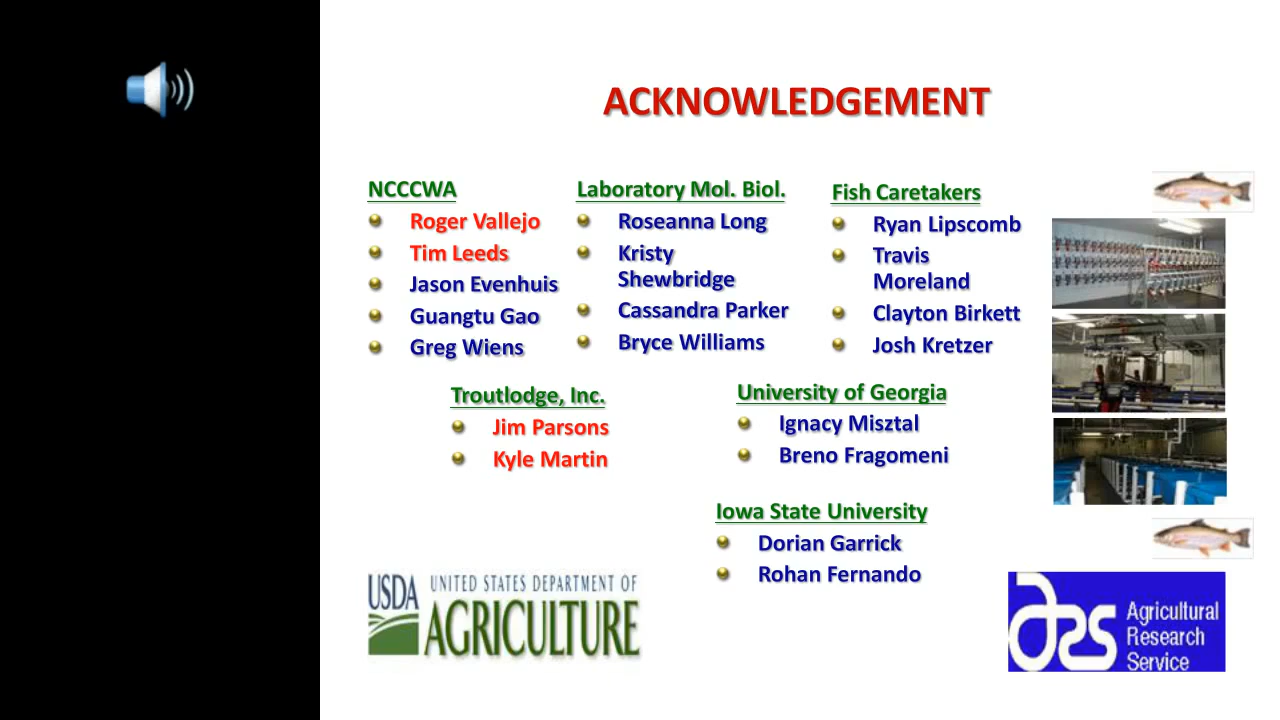 ACKNOWLEDGEMENT
NCCCWA
Roger Vallejo
Tim Leeds
Jason Evenhuis
Guangtu Gao
Greg Wiens
Laboratory Mol. Biol.
Roseanna Long
Kristy
Shewbridge
Cassandra Parker
Bryce Williams
Fish Caretakers
Ryan Lipscomb
Travis
Moreland
Clayton Birkett
Josh Kretzer
Troutlodge, Inc.
Jim Parsons
Kyle Martin
University of Georgia
Ignacy Misztal
Breno Fragomeni
Iowa State University
Dorian Garrick
Rohan Fernando
USDA
UNITED STATES DEPARTMENT OF
AGRICULTURE
ars
Agricultural
Research
Service